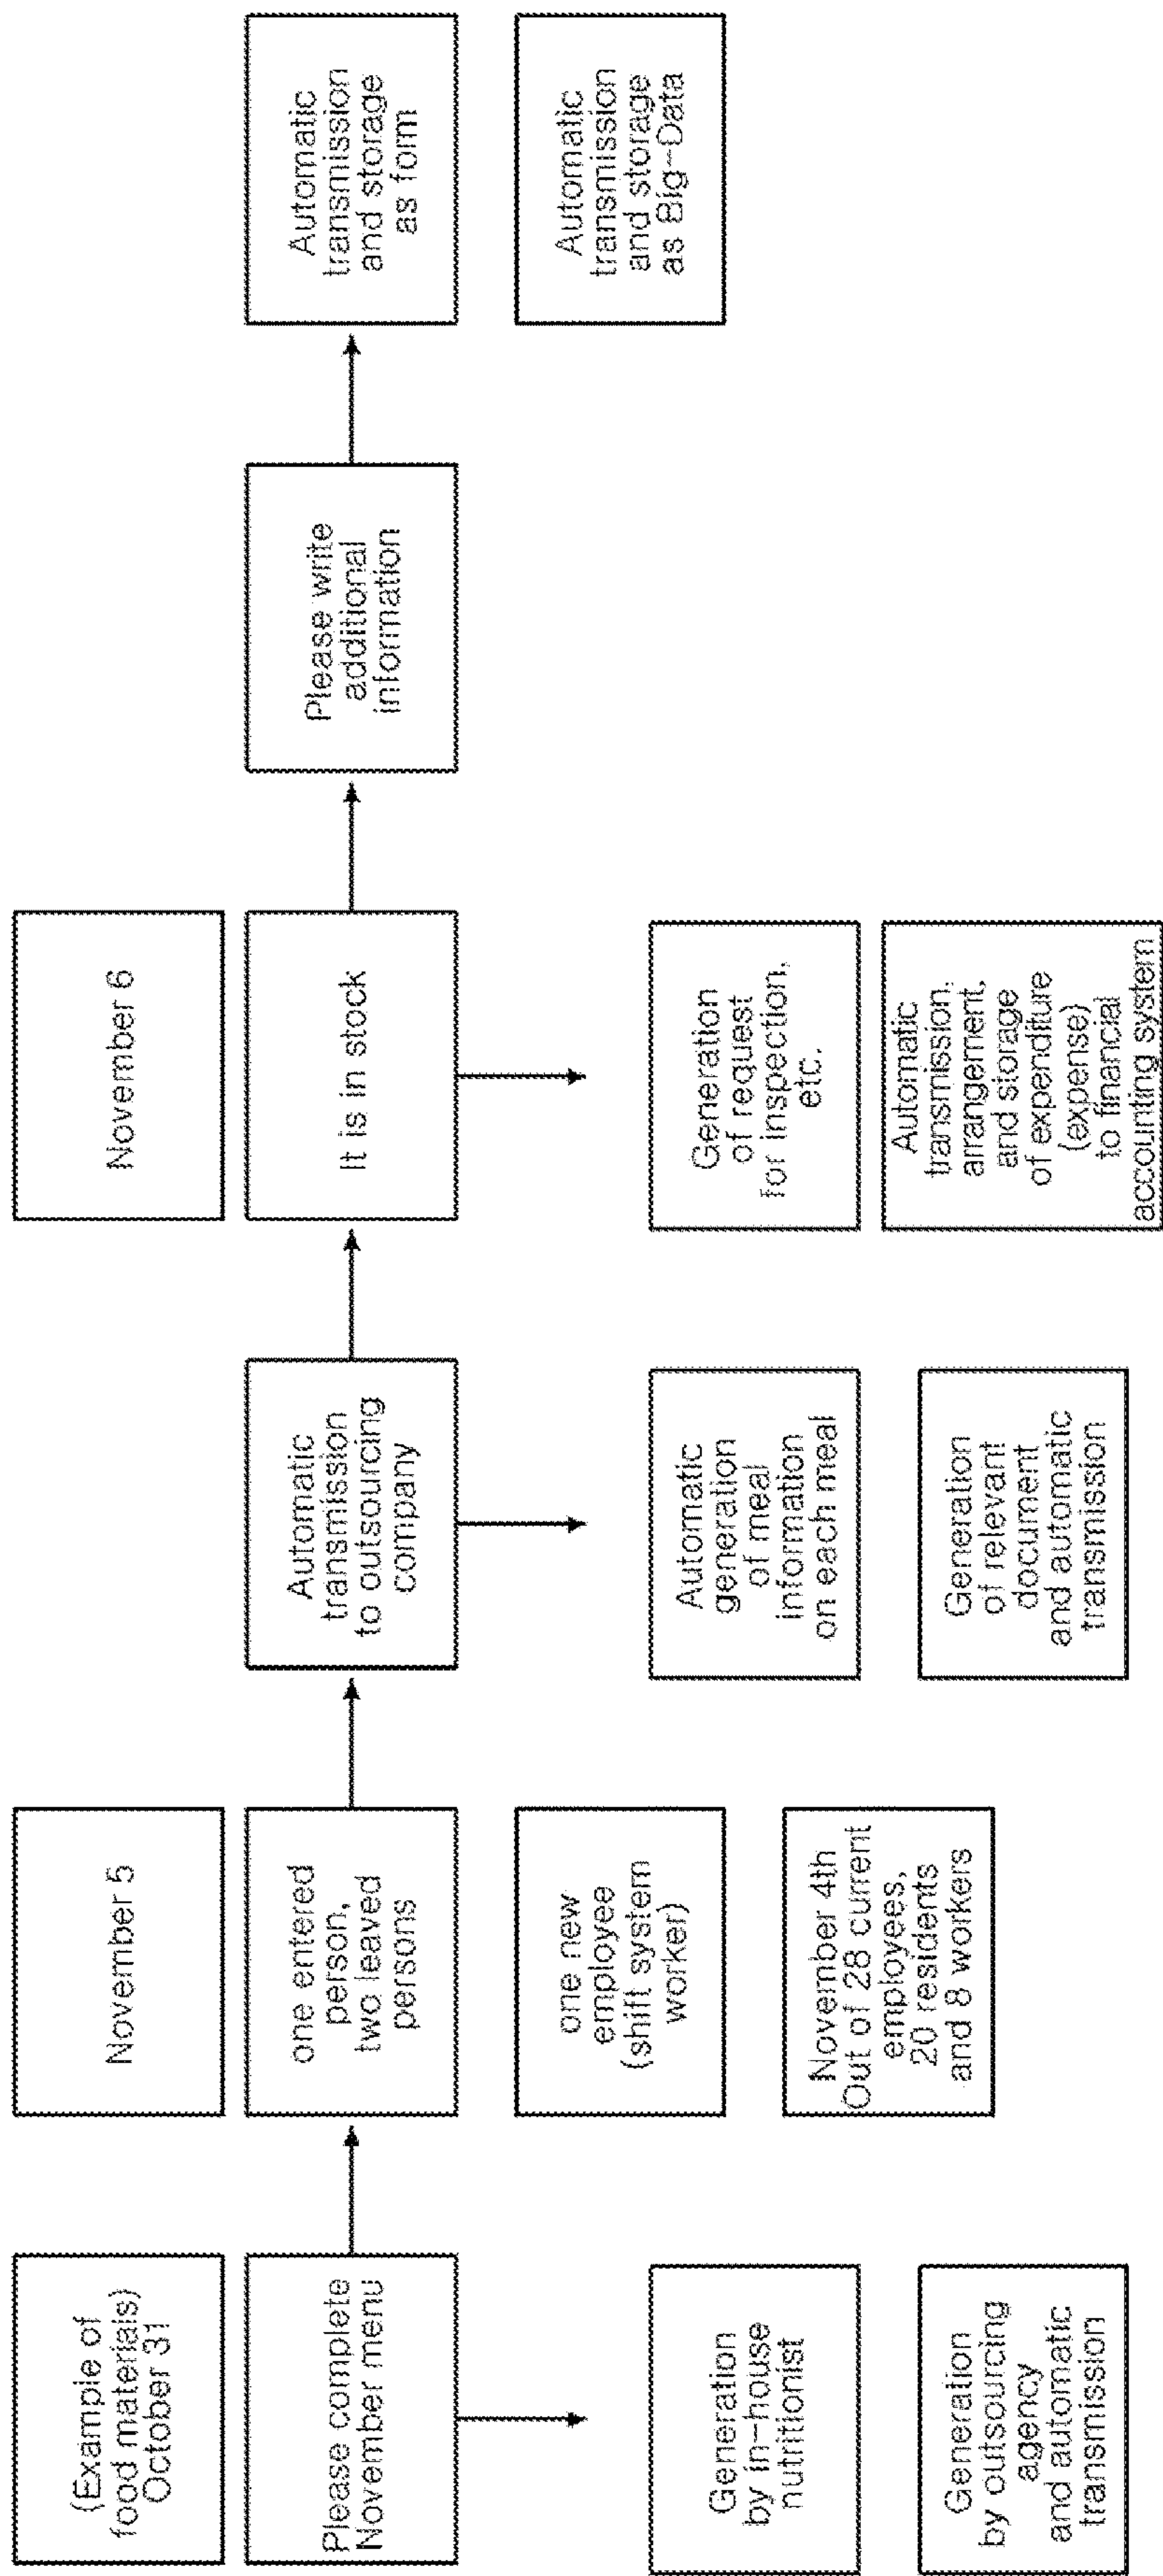 (Example of
food materials)
October 31
Please complete
November menu
Generation
by in-house
nutritionist
Generation
by outsourcing
agency
and automatic
transmission
November 5
one entered
person,
two leaved
persons
one new
employee
(shift system
worker)
November 4th
Out of 28 current
employees,
20 residents
and 8 workers
Automatic
transmission
to outsourcing
company
Automatic
generation
of meal
information
on each meal
Generation
of relevant
document
and automatic
transmission
November 6
It is in stock
Generation
of request
for inspection,
etc.
Automatic
transmission,
arrangement,
and storage
of expenditure
(expense)
to financial
accounting system
Please write
additional
information
Automatic
transmission
and storage
as form
Automatic
transmission
and storage
as Big-Data